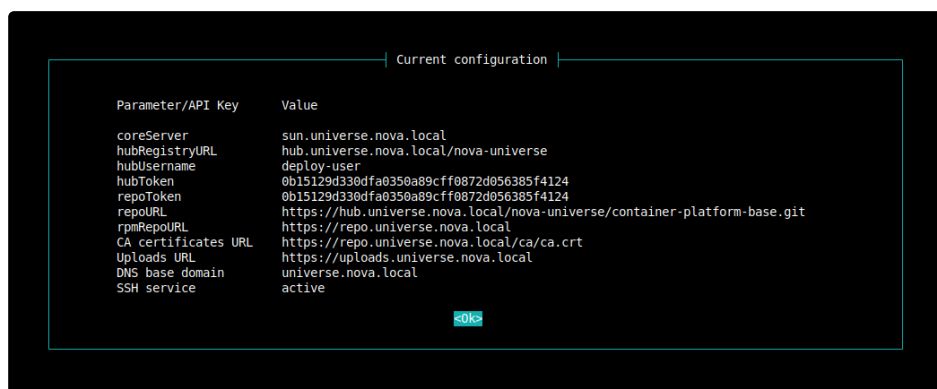 Current configuration
Parameter/API Key Value
coreServer sun.universe.nova.local
hubRegistryURL hub.universe.nova.local/nova-universe
hubUsername deploy-user
hubToken 0b15129d330dfa0350a89cff0872d056385f4124
repoToken 0b15129d330dfa0350a89cff0872d056385f4124
repoURL https://hub.universe.nova.local/nova-universe/container-platform-base.git
rpmRepoURL https://repo.universe.nova.local
CA certificates URL https://repo.universe.nova.local/ca/ca.crt
Uploads URL https://uploads.universe.nova.local
DNS base domain universe.nova.local
SSH service active
<Ok>